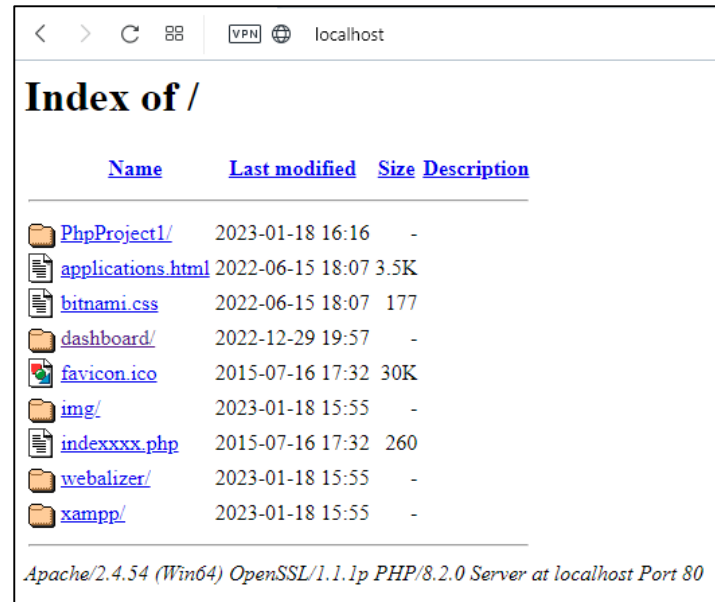 VPN localhost
Index of /
Name Last modified Size Description
PhpProject1/ 2023-01-18 16:16 -
applications.html 2022-06-15 18:07 3.5K
bitnami.css 2022-06-15 18:07 177
dashboard/ 2022-12-29 19:57 -
favicon.ico 2015-07-16 17:32 30K
img/ 2023-01-18 15:55 -
indexxxx.php 2015-07-16 17:32 260
webalizer/ 2023-01-18 15:55 -
xampp/ 2023-01-18 15:55 -
Apache/2.4.54 (Win64) OpenSSL/1.1.1p PHP/8.2.0 Server at localhost Port 80